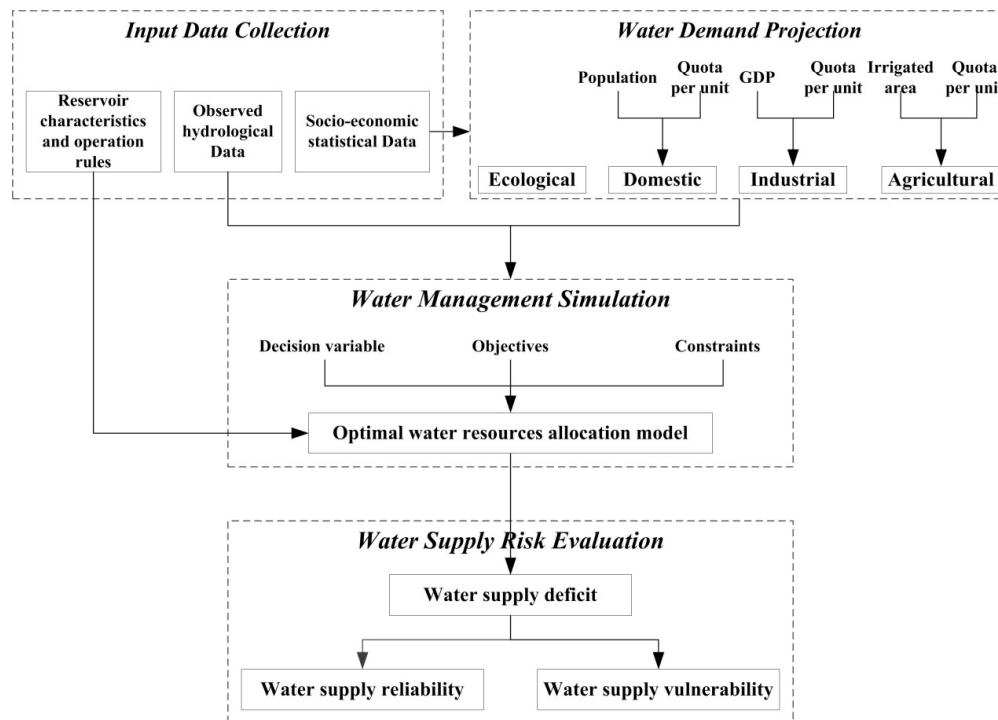 Input Data Collection
Reservoir
characteristics
and operation
rules
Observed
hydrological
Data
Socio-economic
statistical Data
Water Demand Projection
Population
Quota
per unit
GDP
Quota
per unit
Irrigated
area
Quota
per unit
Ecological
Domestic
Industrial
Agricultural
Water Management Simulation
Decision variable
Objectives
Constraints
Optimal water resources allocation model
Water Supply Risk Evaluation
Water supply deficit
Water supply reliability
Water supply vulnerability